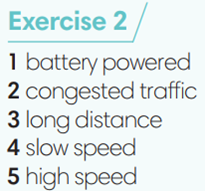 Exercise 2
1 battery powered
2 congested traffic
3 long distance
4 slow speed
5 high speed